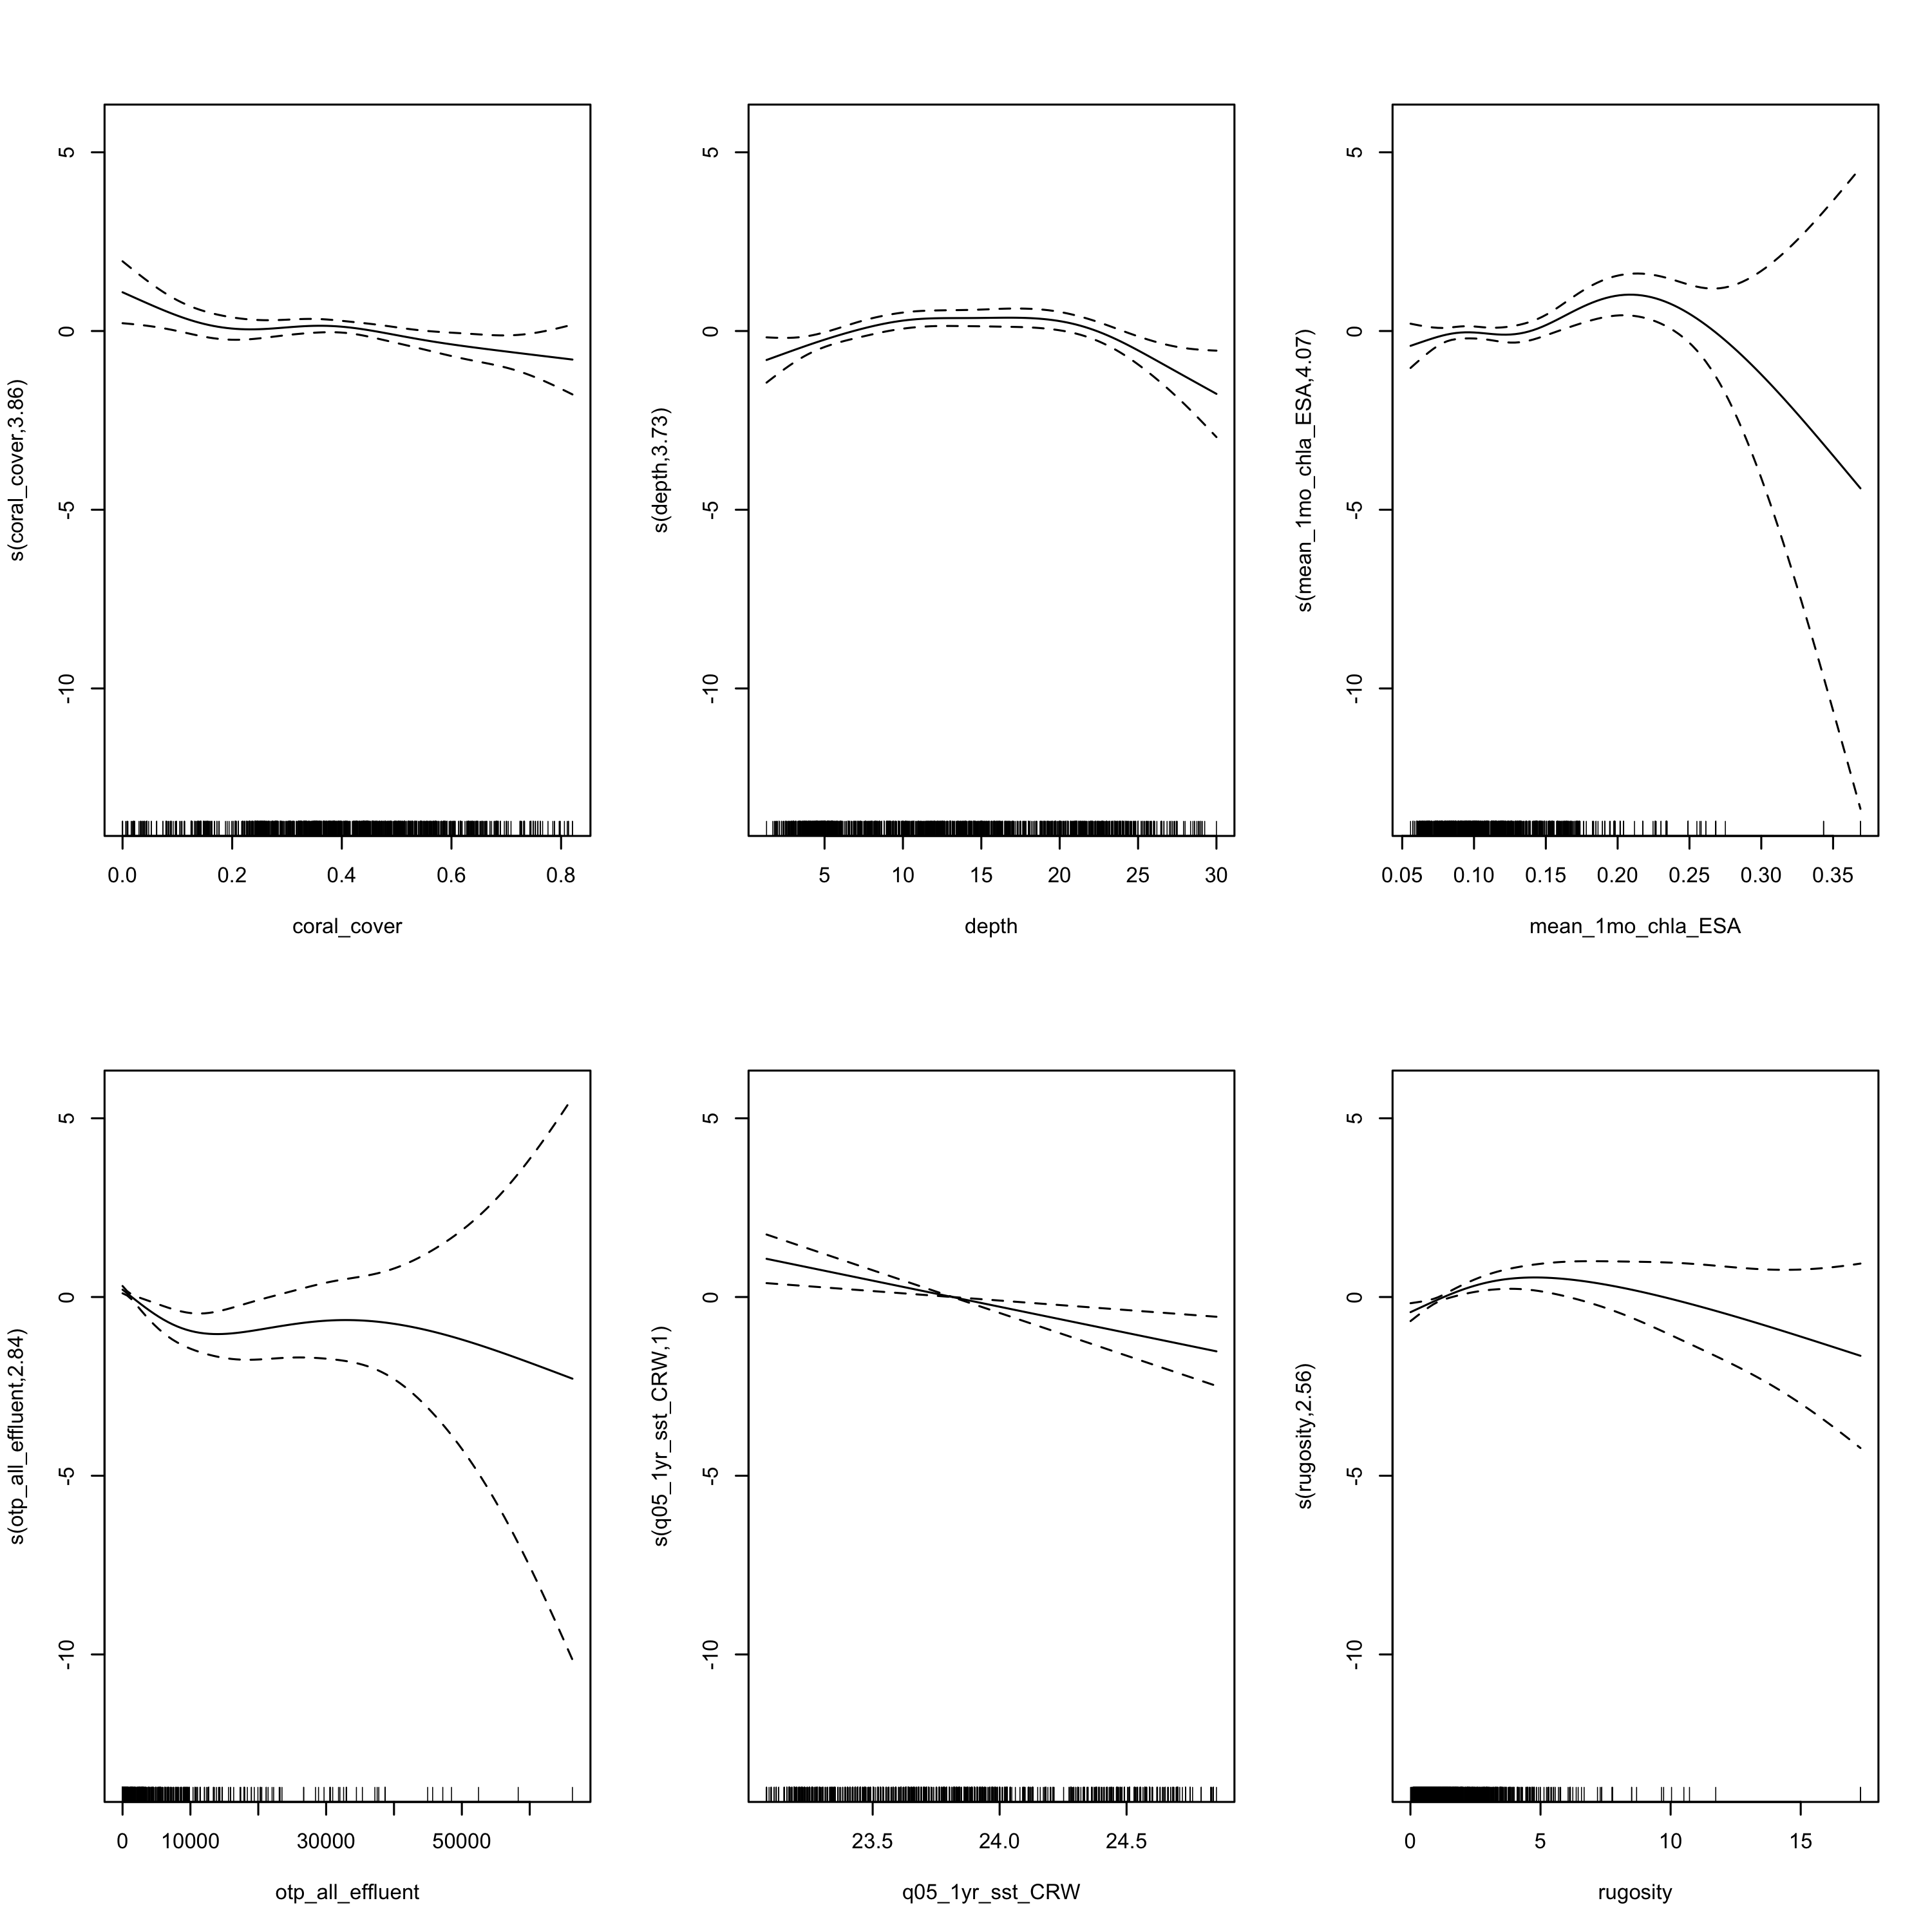 s(coral_cover,3.86)
5
0
-5
-10
0.0 0.2 0.4 0.6 0.8
coral_cover
s(depth,3.73)
5
0
-5
-10
5 10 15 20 25 30
depth
s(mean_1mo_chla_ESA,4.07)
5
0
-5
-10
0.05 0.10 0.15 0.20 0.25 0.30 0.35
mean_1mo_chla_ESA
s(otp_all_effluent,2.84)
5
0
-5
-10
0 10000 30000 50000
otp_all_effluent
s(q05_1yr_sst_CRW,1)
5
0
-5
-10
23.5 24.0 24.5
q05_1yr_sst_CRW
s(rugosity,2.56)
5
0
-5
-10
0 5 10 15
rugosity